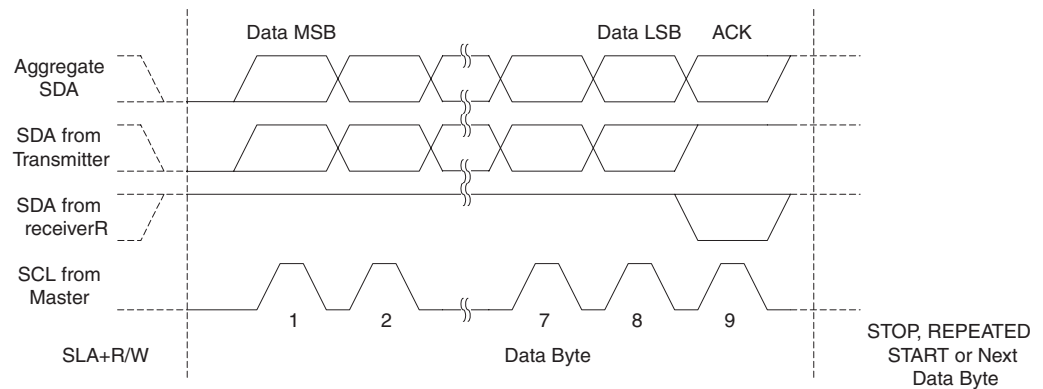 Data MSB
Data LSB
ACK
Aggregate
SDA
SDA from
Transmitter
SDA from
receiverR
SCL from
Master
1
2
7
8
9
SLA+R/W
Data Byte
STOP, REPEATED
START or Next
Data Byte